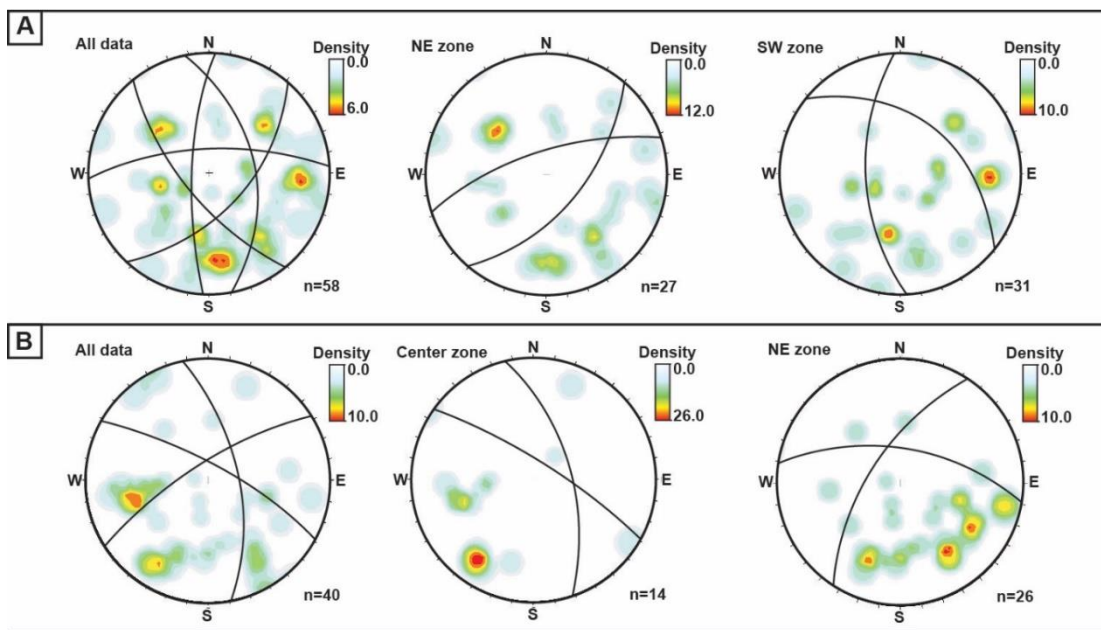 A
All data
N
Density
0.0
6.0
W
E
S
n=58
NE zone
N
Density
0.0
12.0
W
E
S
n=27
SW zone
N
Density
0.0
10.0
W
E
S
n=31
B
All data
N
Density
0.0
10.0
W
E
S
n=40
Center zone
N
Density
0.0
26.0
W
E
S
n=14
NE zone
N
Density
0.0
10.0
W
E
S
n=26